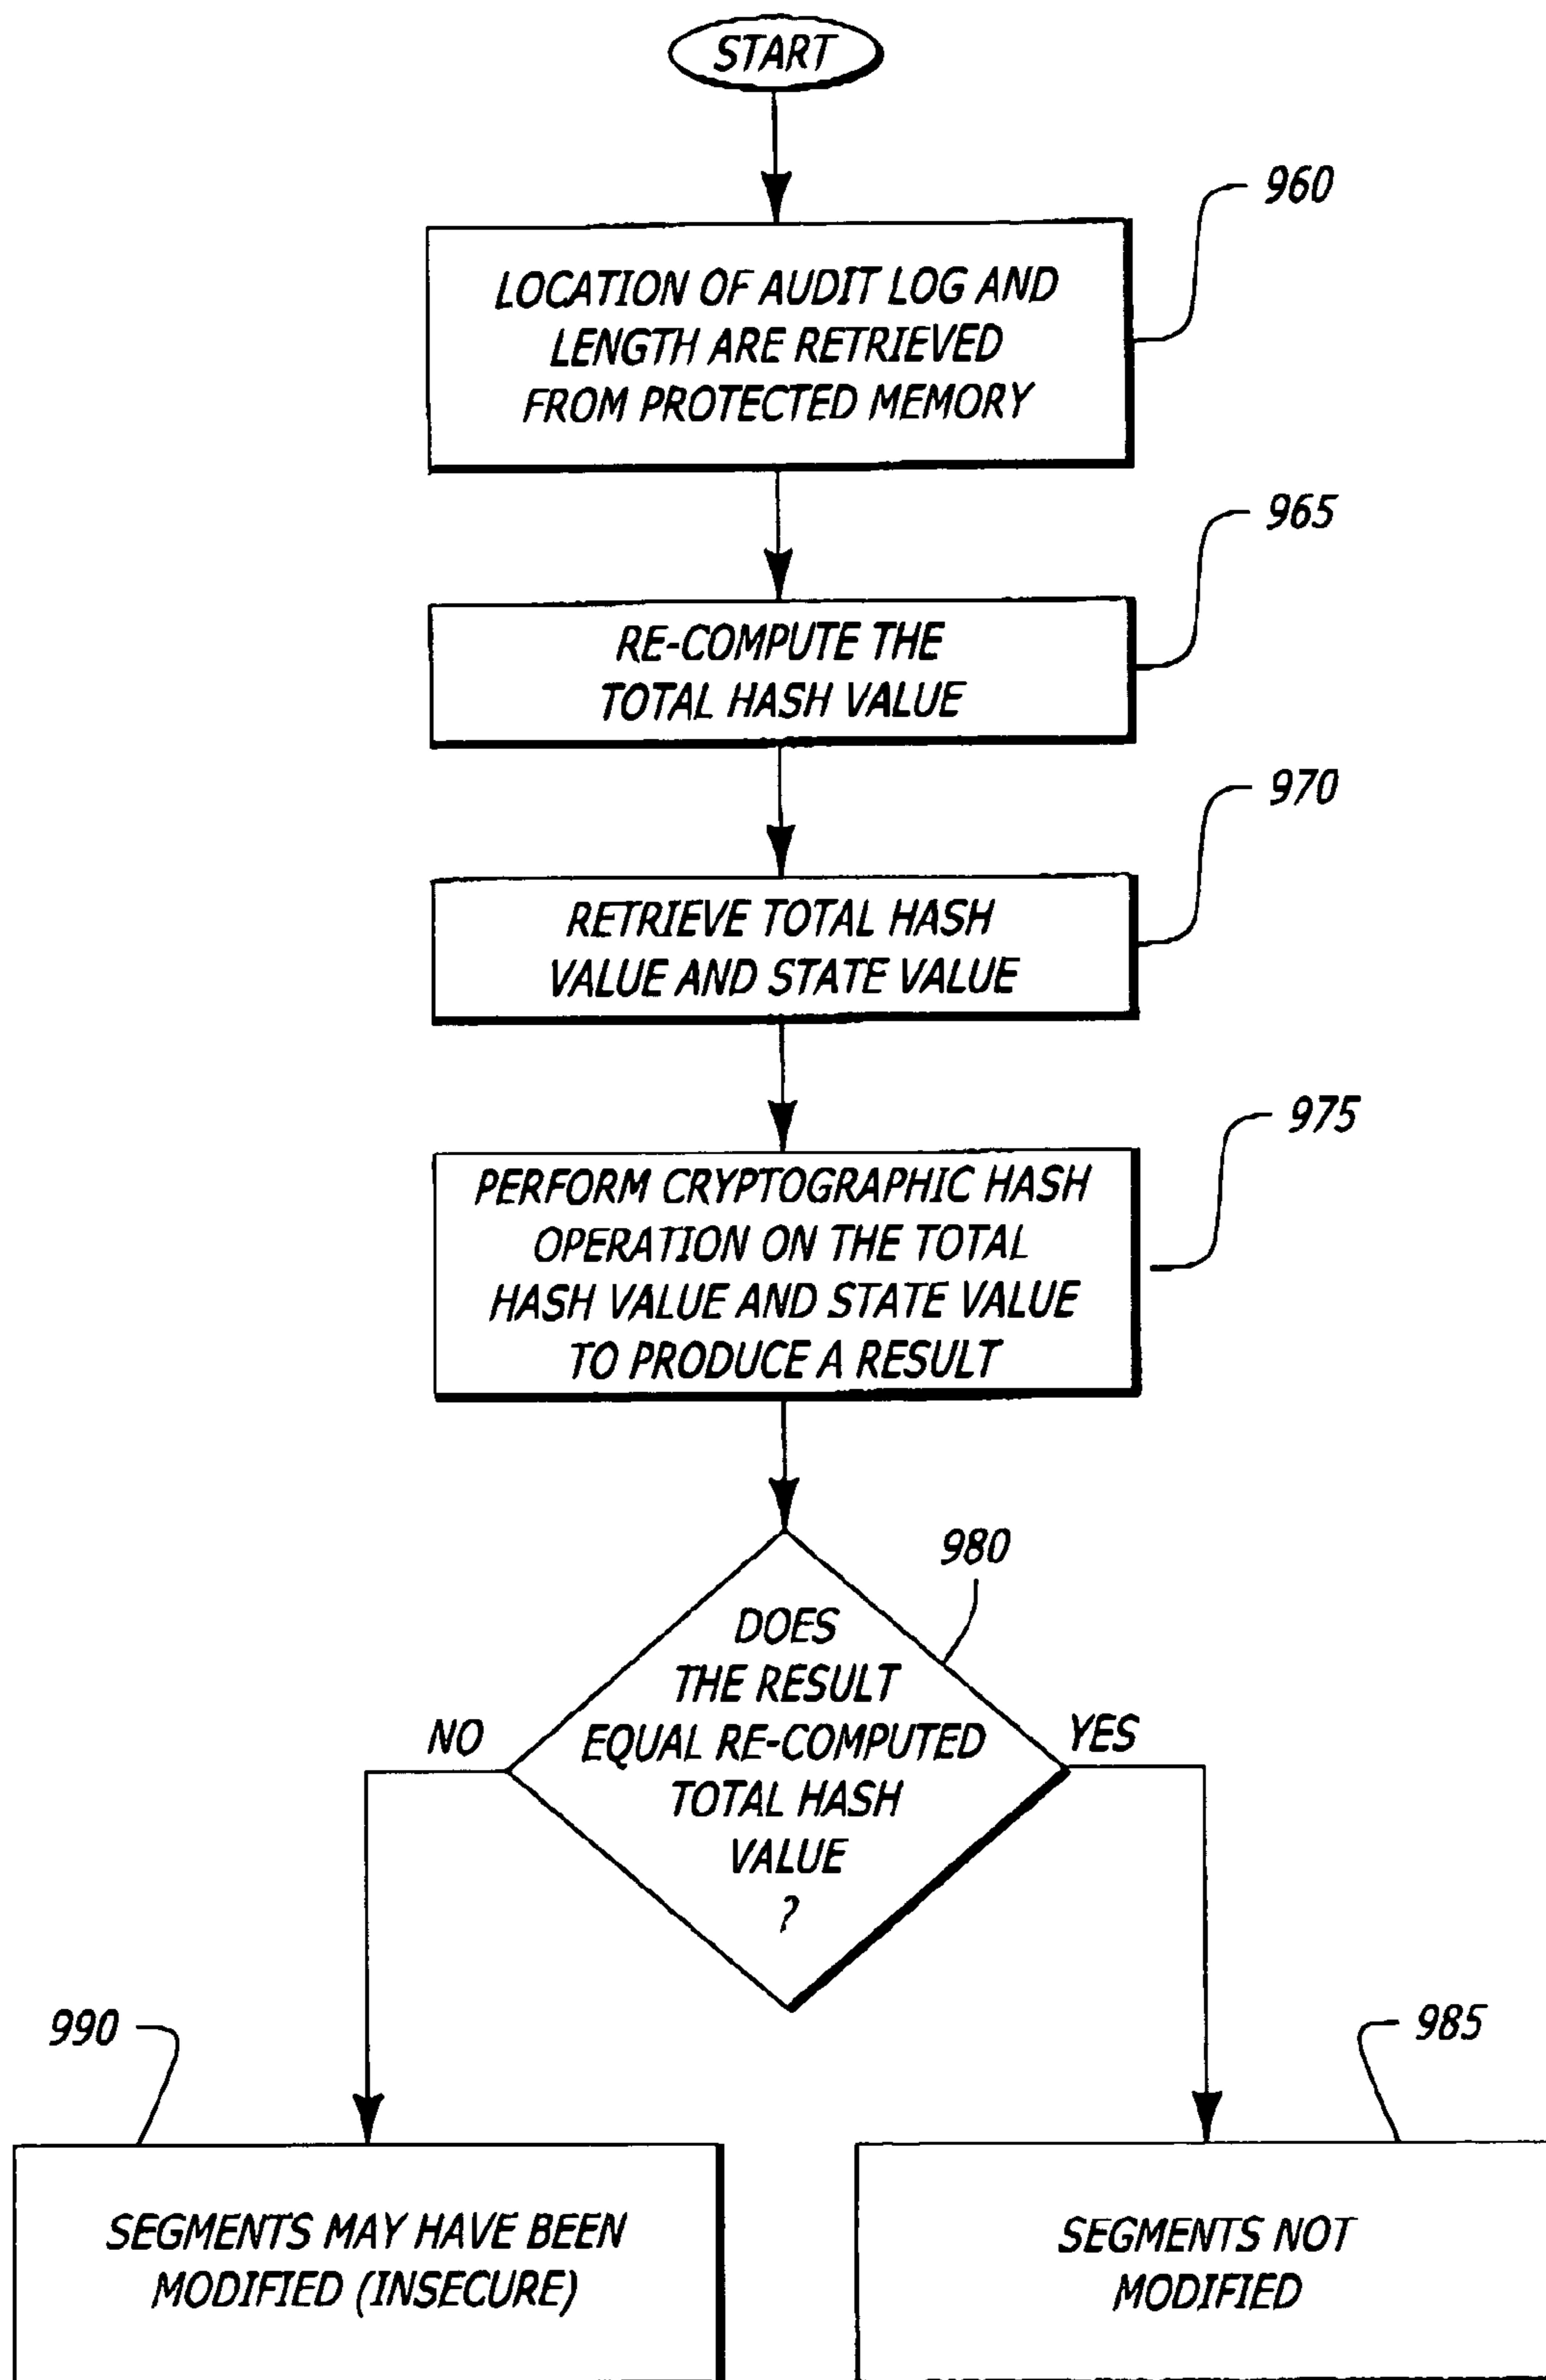 START
960
LOCATION OF AUDIT LOG AND
LENGTH ARE RETRIEVED
FROM PROTECTED MEMORY
965
RE-COMPUTE THE
TOTAL HASH VALUE
970
RETRIEVE TOTAL HASH
VALUE AND STATE VALUE
975
PERFORM CRYPTOGRAPHIC HASH
OPERATION ON THE TOTAL
HASH VALUE AND STATE VALUE
TO PRODUCE A RESULT
980
DOES
THE RESULT
EQUAL RE-COMPUTED
TOTAL HASH
VALUE
?
NO
YES
990
SEGMENTS MAY HAVE BEEN
MODIFIED (INSECURE)
985
SEGMENTS NOT
MODIFIED